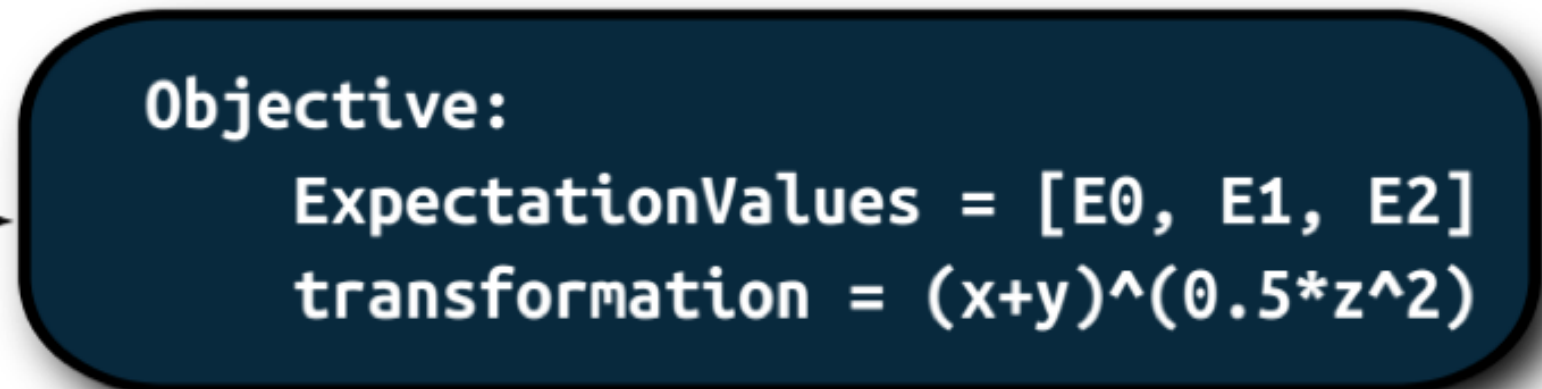 Objective:
ExpectationValues = [E0, E1, E2]
transformation = (x+y)^(0.5*z^2)